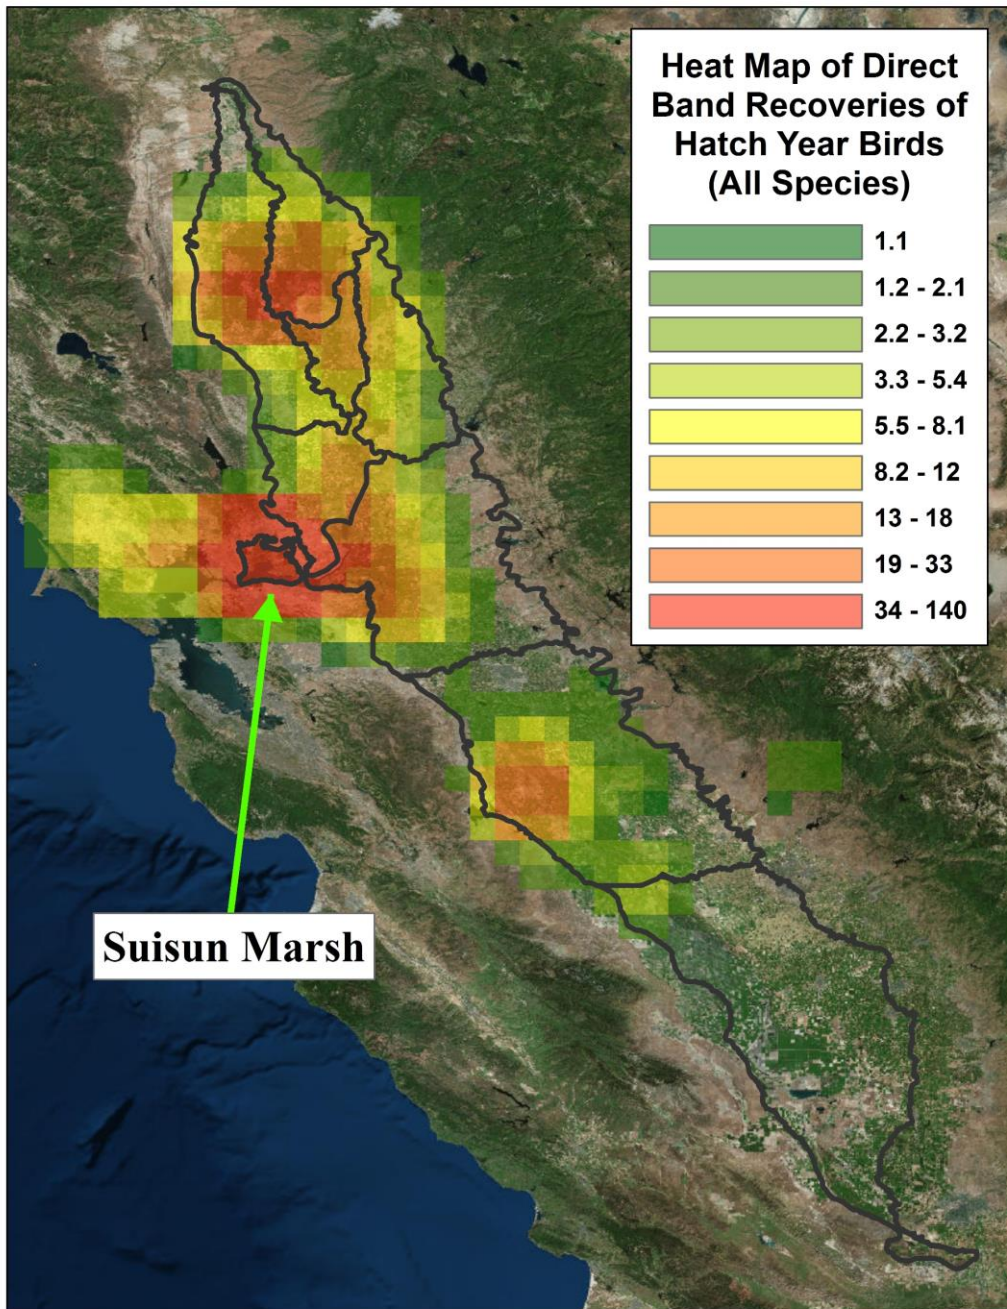 Heat Map of Direct
Band Recoveries of
Hatch Year Birds
(All Species)
1.1
1.2 - 2.1
2.2 - 3.2
3.3 - 5.4
5.5 - 8.1
8.2 - 12
13 - 18
19 - 33
34 - 140
Suisun Marsh